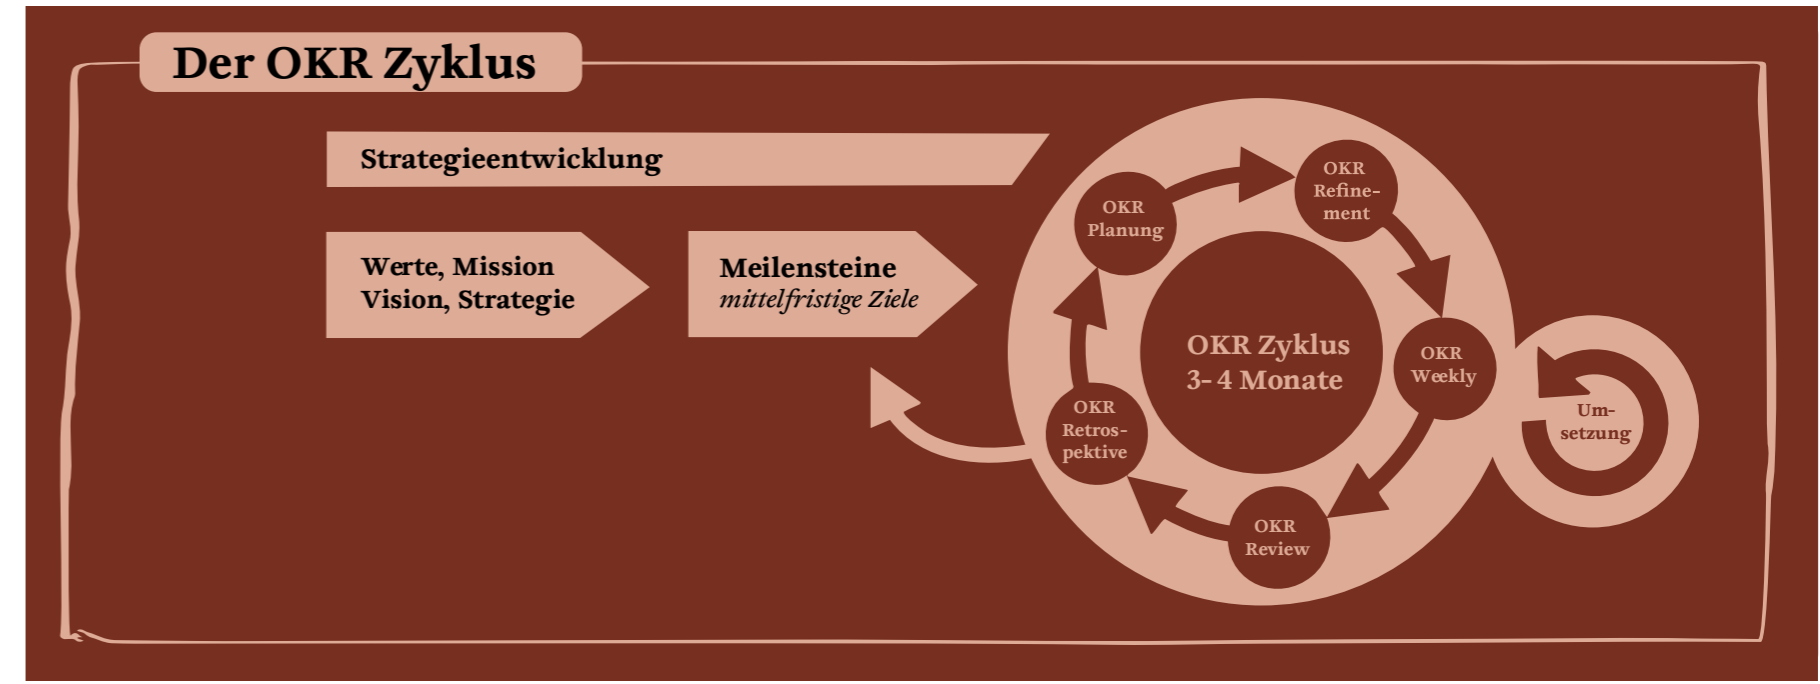 Der OKR Zyklus
Strategieentwicklung
Werte, Mission
Vision, Strategie
Meilensteine
mittelfristige Ziele
OKR
Planung
OKR
Refine-
ment
OKR
Weekly
OKR
Review
OKR
Retros-
pektive
OKR Zyklus
3- 4 Monate
Um-
setzung